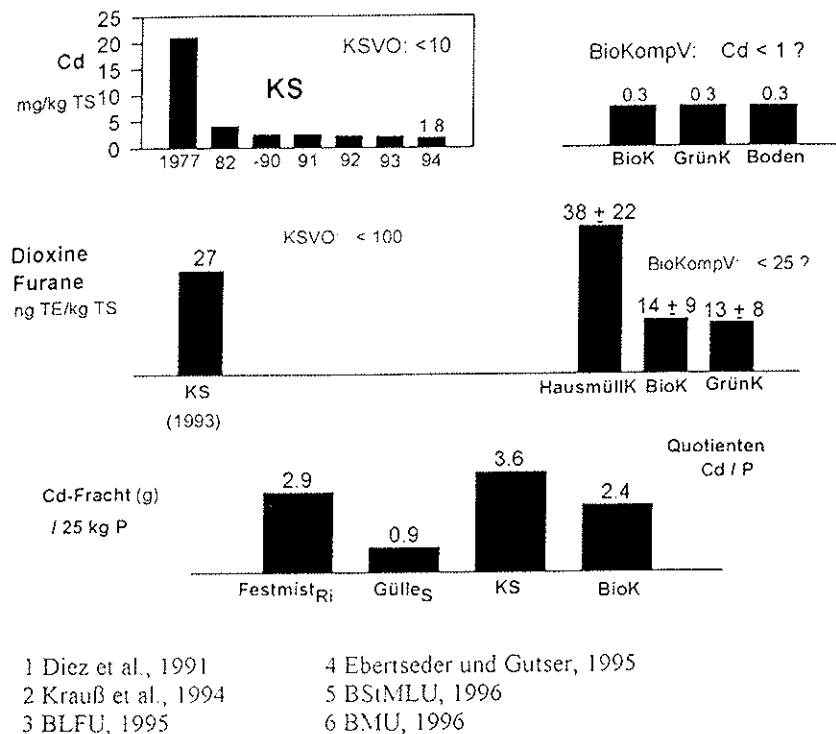 25
20
15
10
5
0
Cd
mg/kg TS
KSVO: <10
KS
1 8
1977 82 -90 91 92 93 94
BioKompV: Cd < 1 ?
0.3 0.3 0.3
BioK GrünK Boden
Dioxine
Furane
ng TE/kg TS
27
KSVO: < 100
KS
(1993)
38 ± 22
BioKompV: < 25 ?
14 ± 9 13 ± 8
HausmüllK BioK GrünK
Cd-Fracht (g)
/ 25 kg P
Quotienten
Cd / P
2.9 0.9 3.6 2.4
FestmistRi GülleS KS BioK
1 Diez et al., 1991
2 Krauß et al., 1994
3 BLFU, 1995
4 Ebertseder und Gutser, 1995
5 BStMLU, 1996
6 BMU, 1996